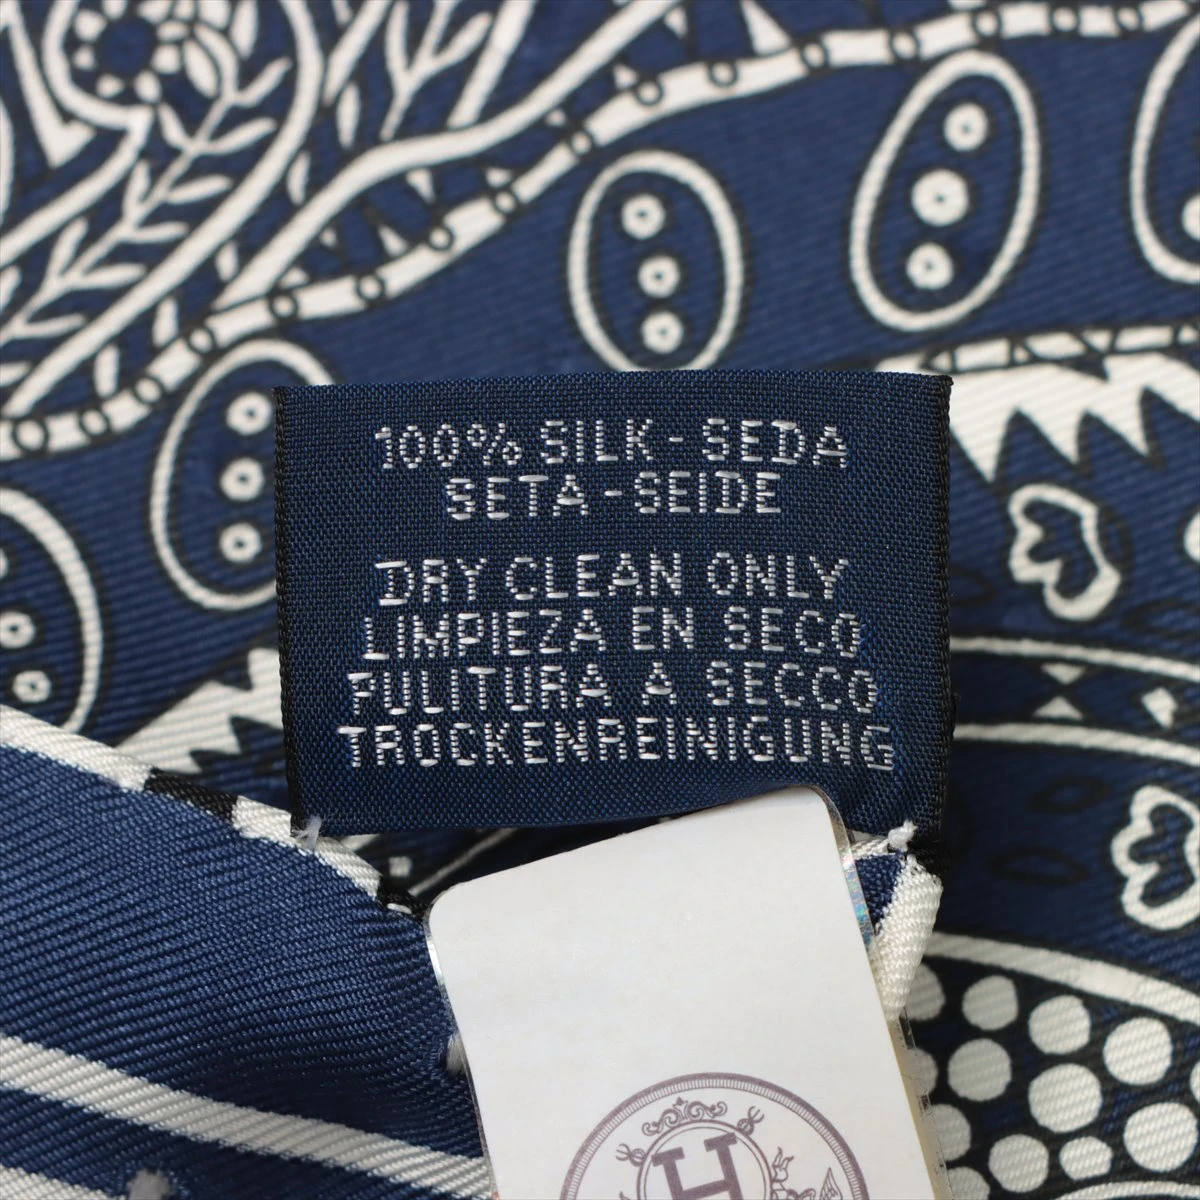 100% SILK - SEDA
SETA - SEIDE
DRY CLEAN ONLY
LIMPIEZA EN SECO
PULITURA A SECCO
TROCKENREINIGUNG
H